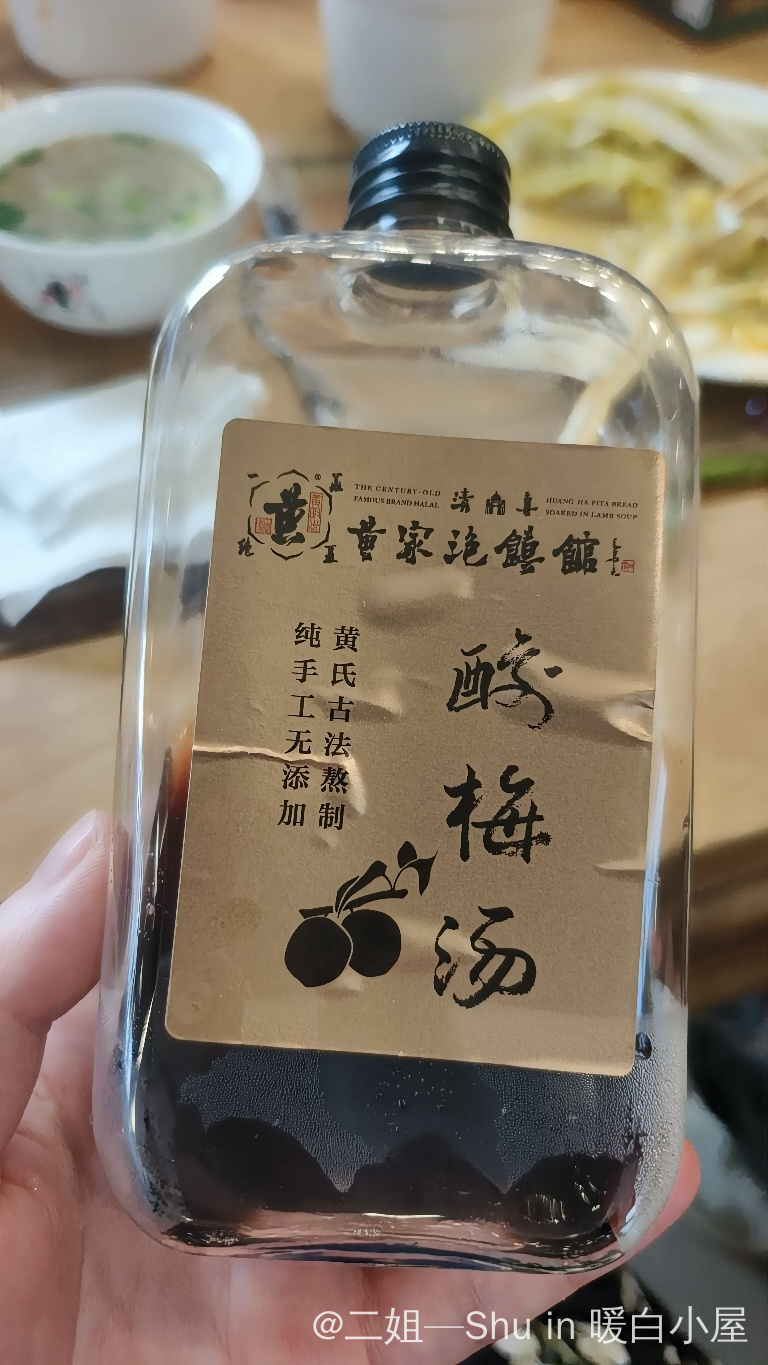 黄
THE CENTURY-OLD
FAMOUS BRAND HALAL
清真
HUANG JIA PITA BREAD
SOAKED IN LAMB SOUP
黄家泡馍館
酸梅汤
黄氏古法熬制
纯手工无添加
@二姐—Shu in 暖白小屋